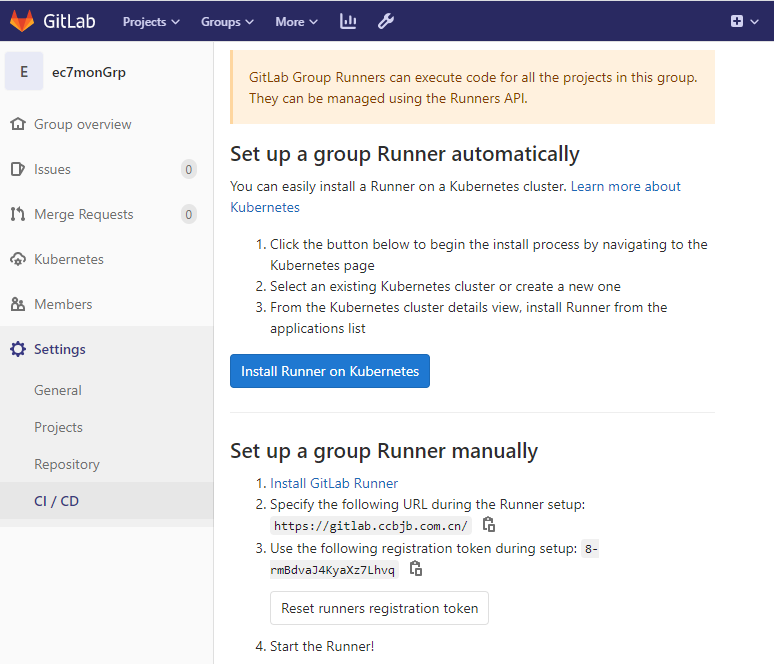 GitLab Projects Groups More
E ec7monGrp
Group overview
Issues 0
Merge Requests 0
Kubernetes
Members
Settings
General
Projects
Repository
CI / CD
GitLab Group Runners can execute code for all the projects in this group.
They can be managed using the Runners API.
Set up a group Runner automatically
You can easily install a Runner on a Kubernetes cluster. Learn more about
Kubernetes
1. Click the button below to begin the install process by navigating to the
Kubernetes page
2. Select an existing Kubernetes cluster or create a new one
3. From the Kubernetes cluster details view, install Runner from the
applications list
Install Runner on Kubernetes
Set up a group Runner manually
1. Install GitLab Runner
2. Specify the following URL during the Runner setup:
https://gitlab.ccbjb.com.cn/
3. Use the following registration token during setup: 8-
rmBdvaJ4KyaXz7Lhvq
Reset runners registration token
4. Start the Runner!